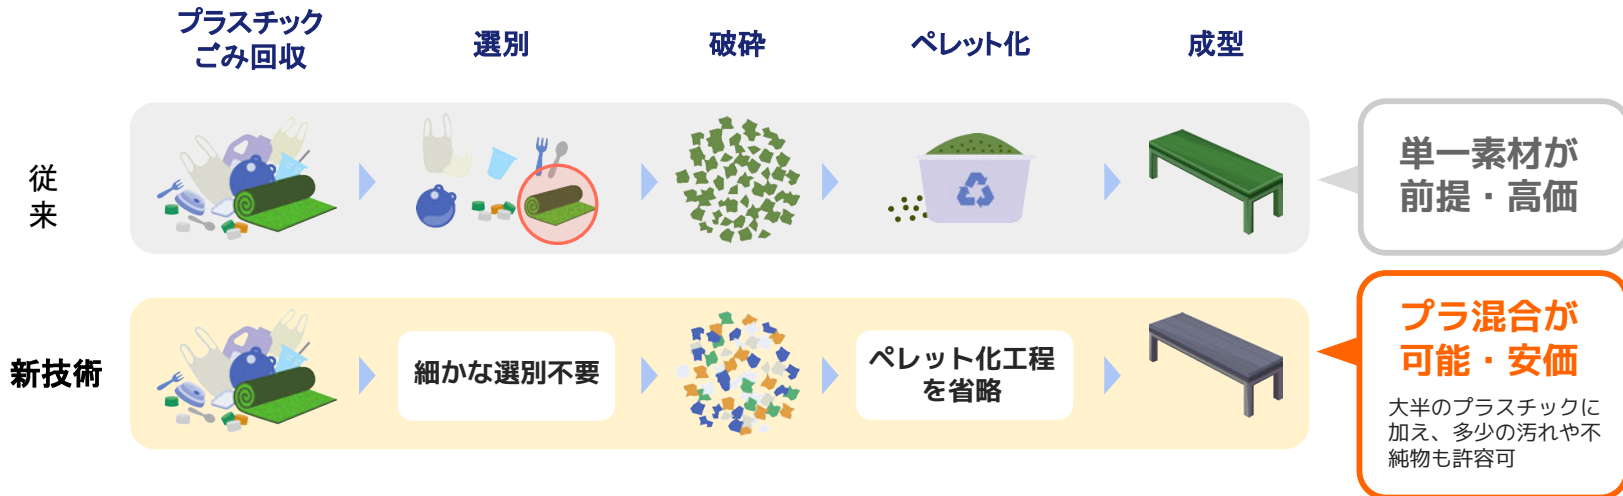 プラスチック
ごみ回収
選別
破砕
ペレット化
成型
従
来
単一素材が
前提・高価
新技術
細かな選別不要
ペレット化工程
を省略
プラ混合が
可能・安価
大半のプラスチックに
加え、多少の汚れや不
純物も許容可